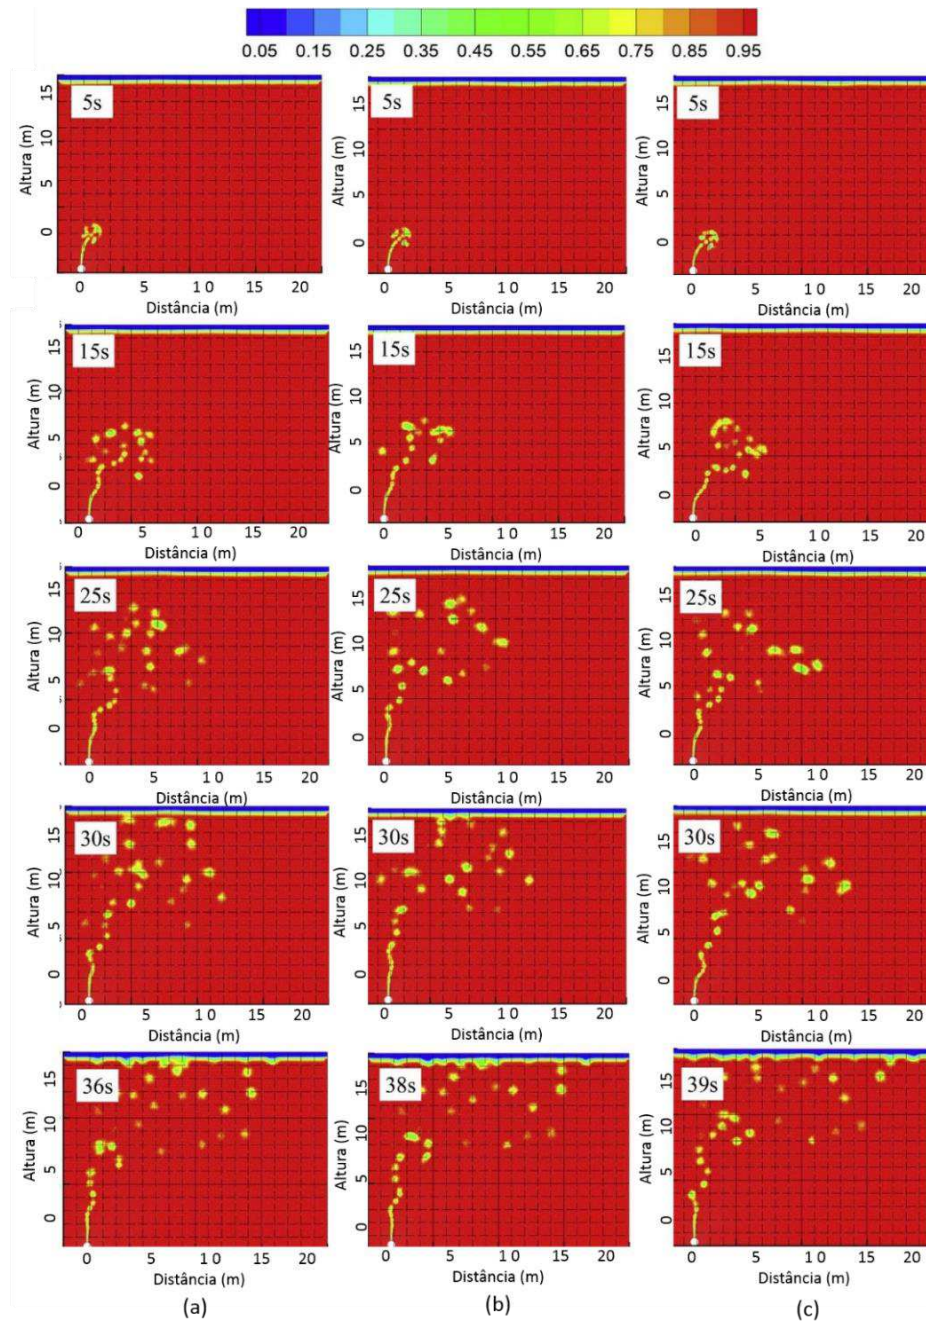 0.05 0.15 0.25 0.35 0.45 0.55 0.65 0.75 0.85 0.95
5s 5s 5s
Altura (m) Altura (m) Altura (m)
15 10 5 0 15 10 5 0 15 10 5 0
0 5 10 15 20 0 5 10 15 20 0 5 10 15 20
Distância (m) Distância (m) Distância (m)
15s 15s 15s
Altura (m) Altura (m) Altura (m)
15 10 5 0 15 10 5 0 15 10 5 0
0 5 10 15 20 0 5 10 15 20 0 5 10 15 20
Distância (m) Distância (m) Distância (m)
25s 25s 25s
Altura (m) Altura (m) Altura (m)
15 10 5 0 15 10 5 0 15 10 5 0
0 5 10 15 20 0 5 10 15 20 0 5 10 15 20
Distância (m) Distância (m) Distância (m)
30s 30s 30s
Altura (m) Altura (m) Altura (m)
15 10 5 0 15 10 5 0 15 10 5 0
0 5 10 15 20 0 5 10 15 20 0 5 10 15 20
Distância (m) Distância (m) Distância (m)
36s 38s 39s
Altura (m) Altura (m) Altura (m)
15 10 5 0 15 10 5 0 15 10 5 0
0 5 10 15 20 0 5 10 15 20 0 5 10 15 20
Distância (m) Distância (m) Distância (m)
(a) (b) (c)